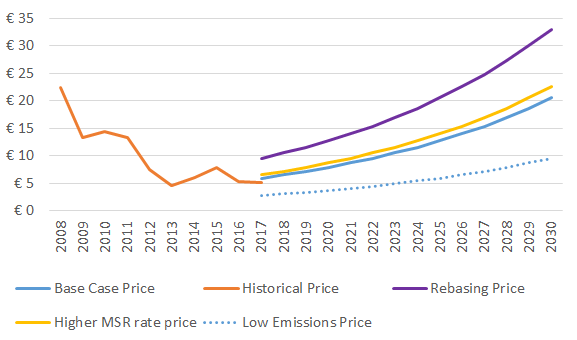 € 35
€ 30
€ 25
€ 20
€ 15
€ 10
€ 5
€ 0
2008 2009 2010 2011 2012 2013 2014 2015 2016 2017 2018 2019 2020 2021 2022 2023 2024 2025 2026 2027 2028 2029 2030
Base Case Price Historical Price Rebasing Price
Higher MSR rate price Low Emissions Price